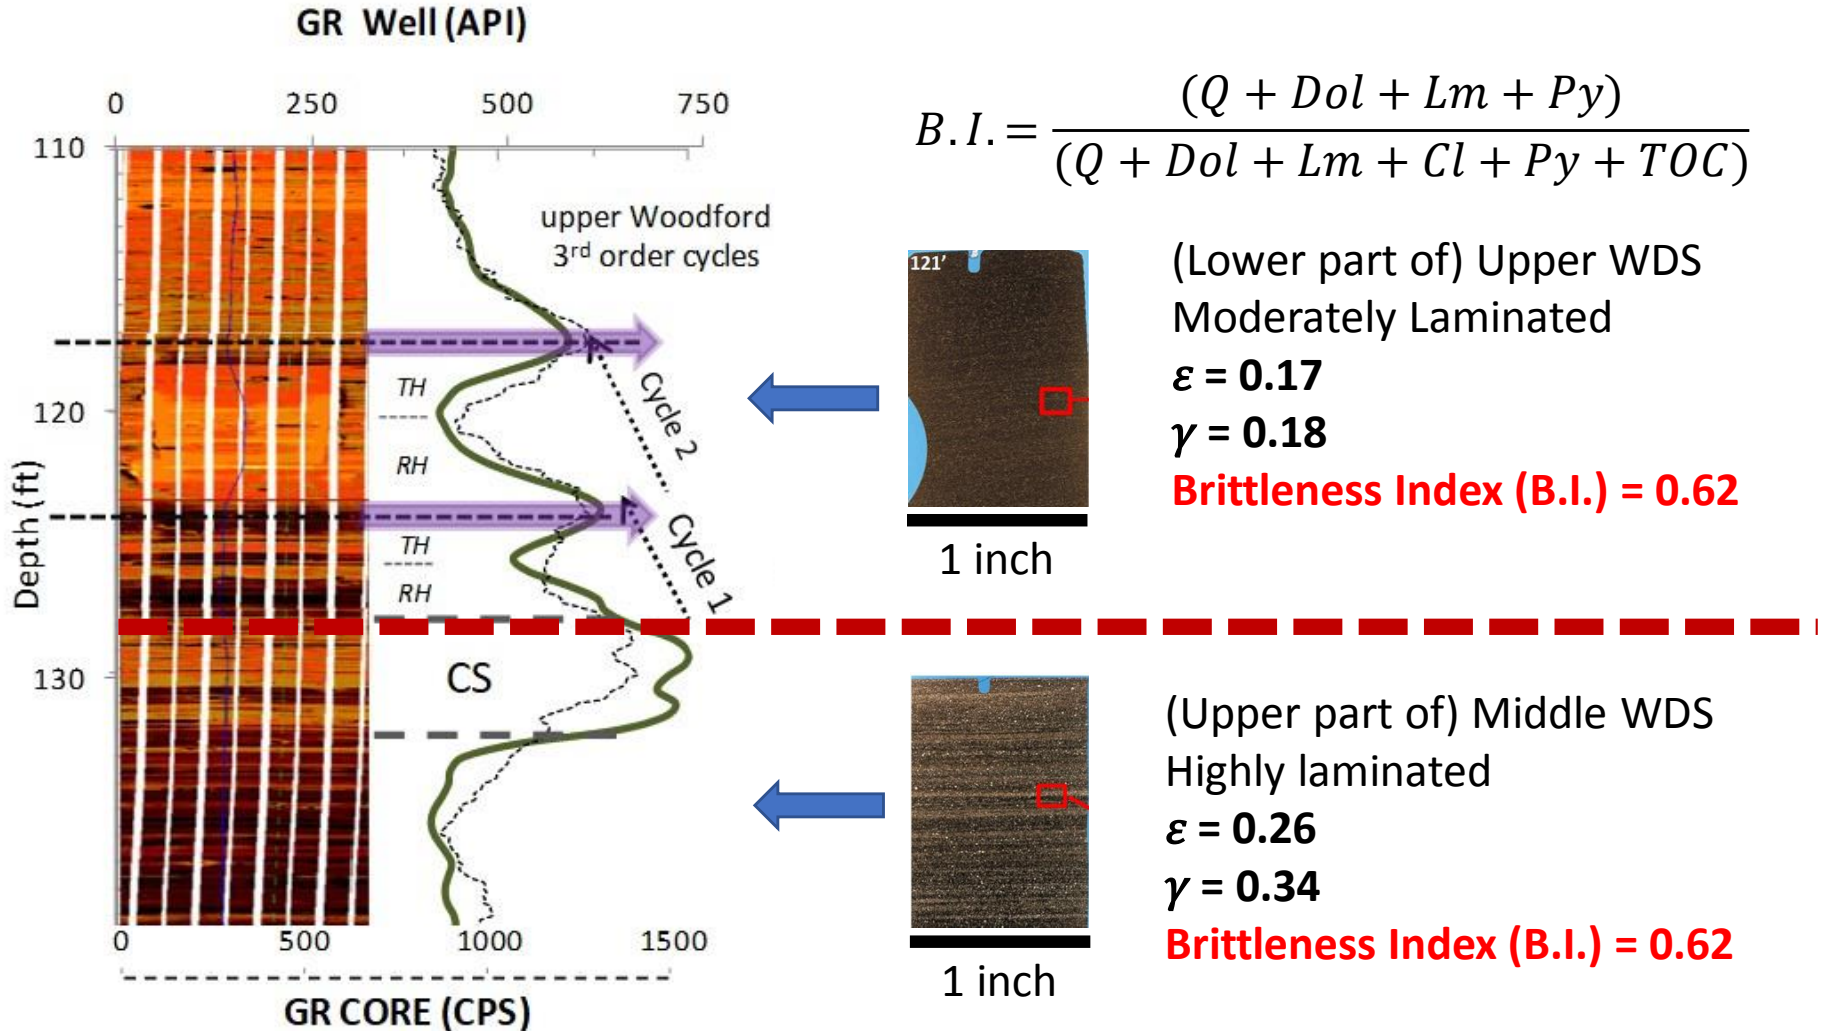 GR Well (API)
0 250 500 750
110
120
130
Depth (ft)
upper Woodford
3rd order cycles
TH
RH
TH
RH
Cycle 2
Cycle 1
CS
0 500 1000 1500
GR CORE (CPS)
B.I. = (Q + Dol + Lm + Py)
(Q + Dol + Lm + Cl + Py + TOC)
121’
1 inch
(Lower part of) Upper WDS
Moderately Laminated
ε = 0.17
γ = 0.18
Brittleness Index (B.I.) = 0.62
1 inch
(Upper part of) Middle WDS
Highly laminated
ε = 0.26
γ = 0.34
Brittleness Index (B.I.) = 0.62